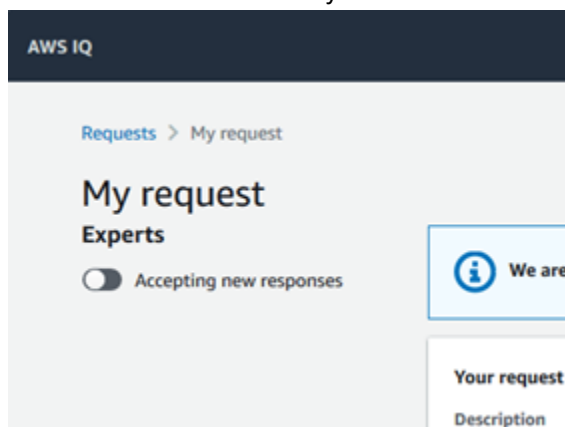 AWS IQ
Requests > My request
My request
Experts
Accepting new responses
We are
Your request
Description